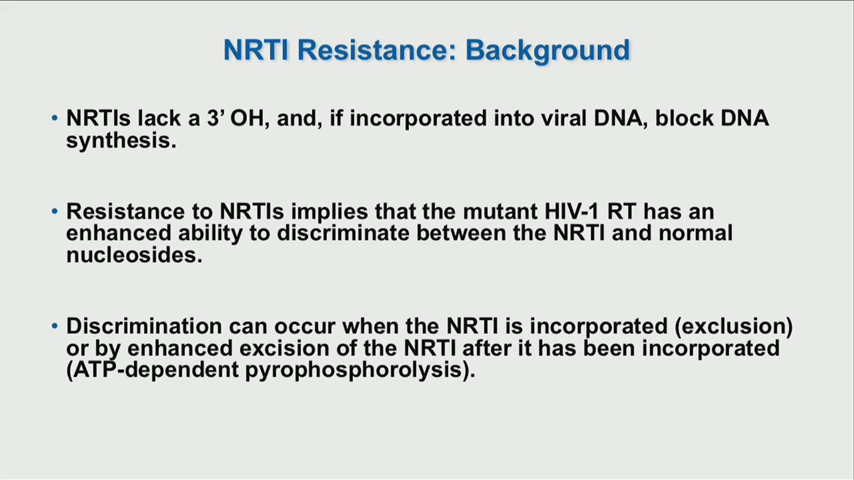 NRTI Resistance: Background
• NRTIs lack a 3’ OH, and, if incorporated into viral DNA, block DNA
synthesis.
• Resistance to NRTIs implies that the mutant HIV-1 RT has an
enhanced ability to discriminate between the NRTI and normal
nucleosides.
• Discrimination can occur when the NRTI is incorporated (exclusion)
or by enhanced excision of the NRTI after it has been incorporated
(ATP-dependent pyrophosphorolysis).